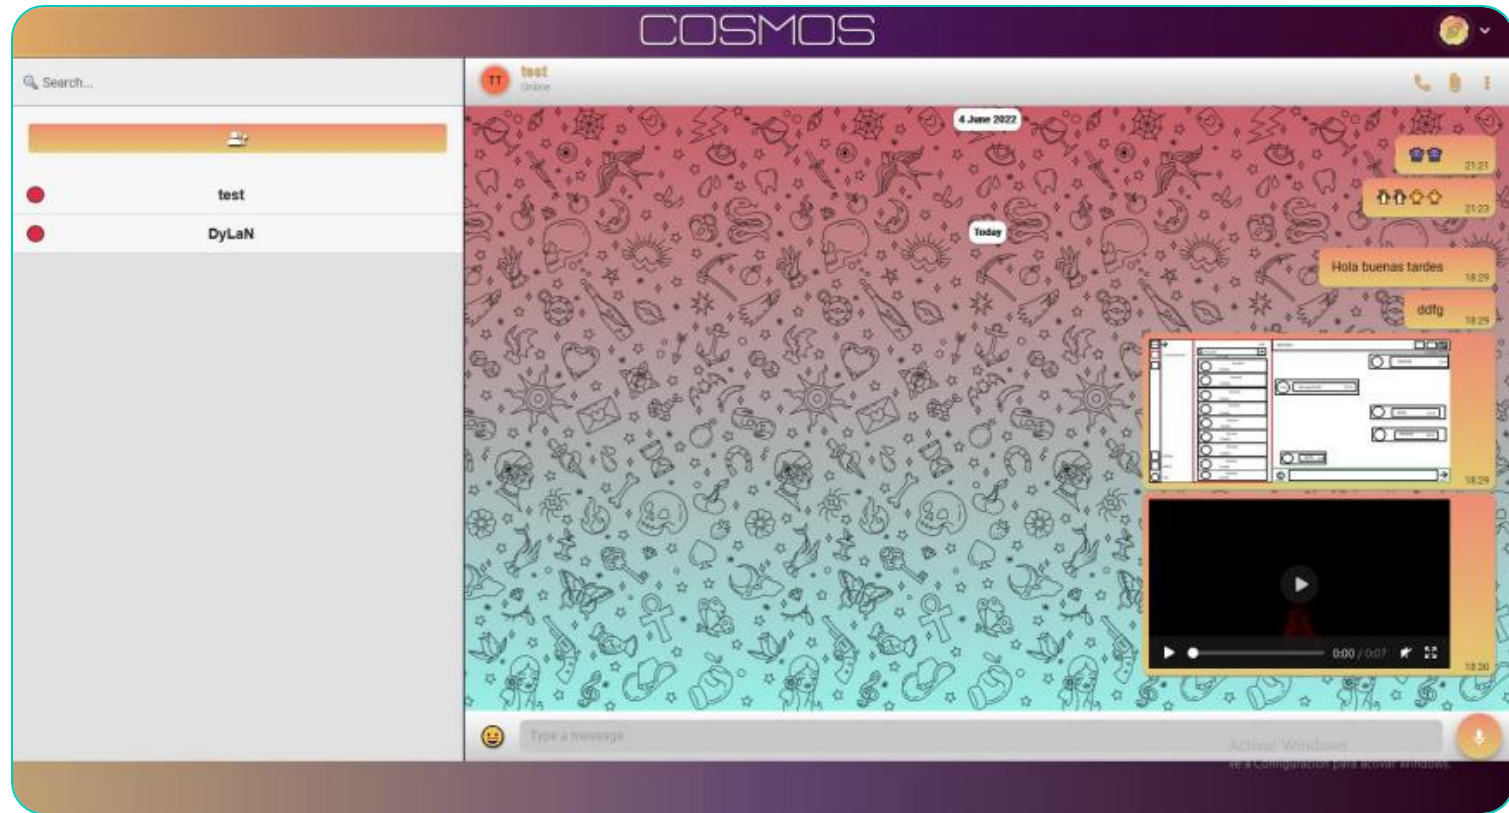 COSMOS
Search...
TT
test
Online
test
DyLaN
4 June 2022
21:21
21:23
Today
Hola buenas tardes
18:29
ddfg
18:29
18:29
0:00 / 0:07
18:30
Type a message
Activar Windows
Ve a Configuración para activar Windows.